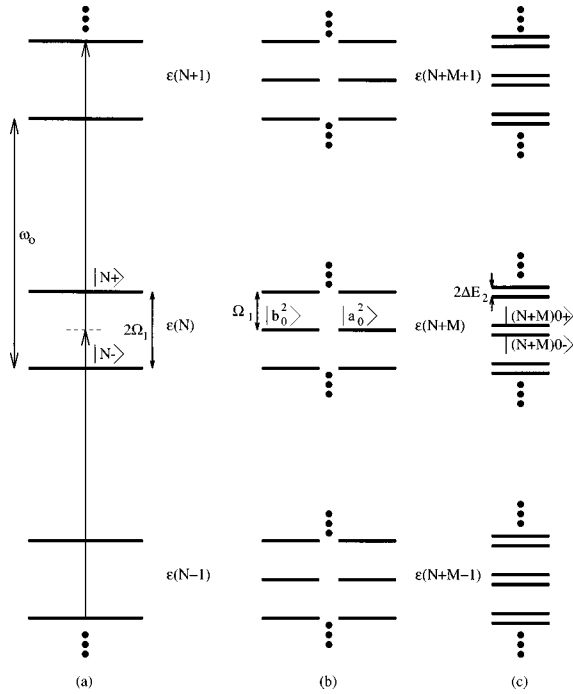 ε(N+1)
ε(N+M+1)
ω₀
|N+>
2Ω₁
ε(N)
|N->
Ω₁
|b₀²>
|a₀²>
ε(N+M)
2ΔE₂
|(N+M)0+>
|(N+M)0->
ε(N−1)
ε(N+M−1)
(a)
(b)
(c)